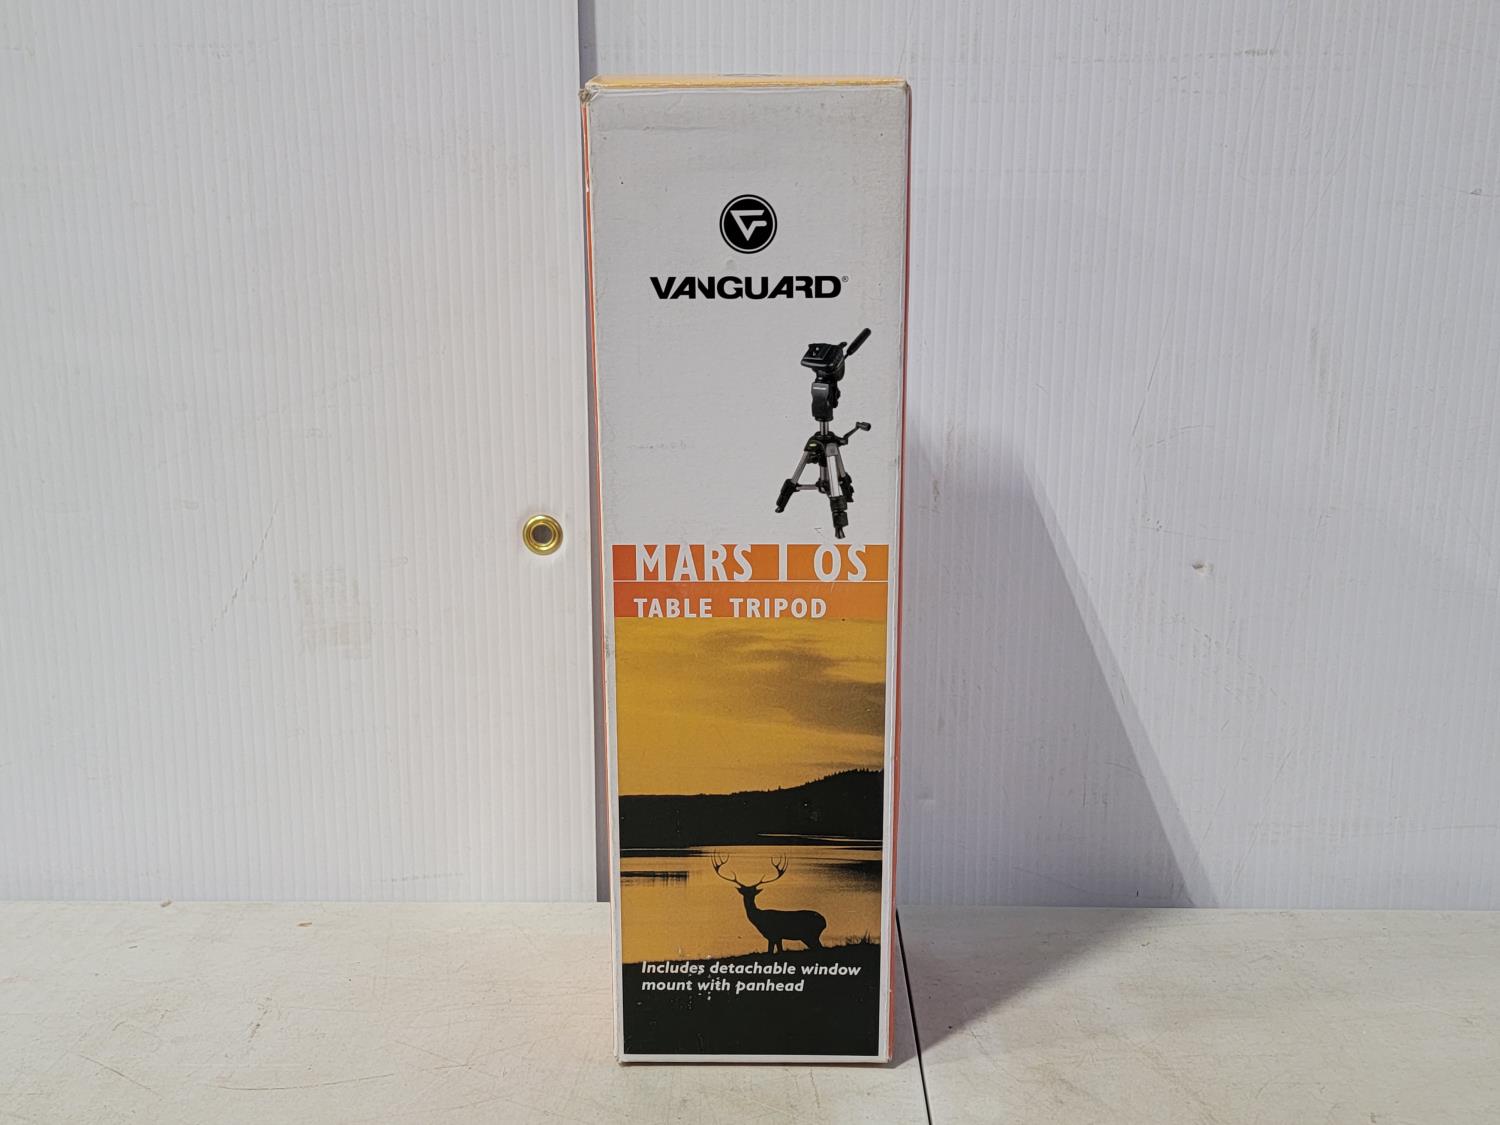 VANGUARD®
MARS I OS
TABLE TRIPOD
Includes detachable window
mount with panhead